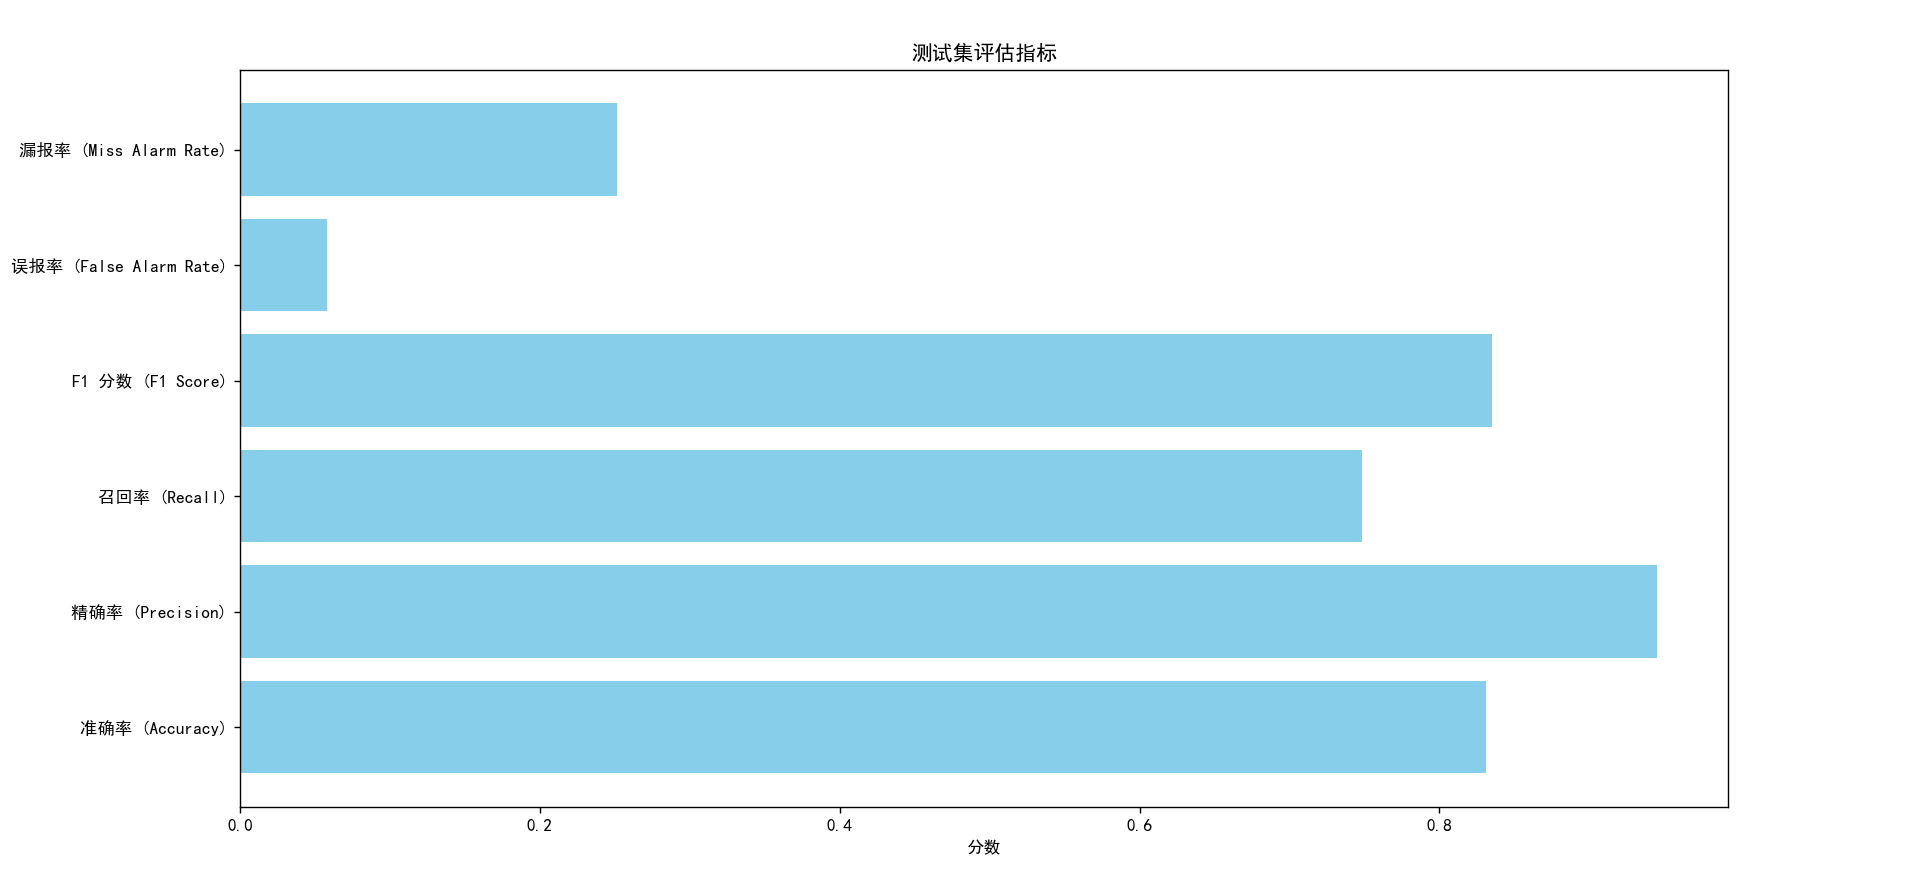 测试集评估指标
漏报率 (Miss Alarm Rate)
误报率 (False Alarm Rate)
F1 分数 (F1 Score)
召回率 (Recall)
精确率 (Precision)
准确率 (Accuracy)
0.0 0.2 0.4 0.6 0.8
分数